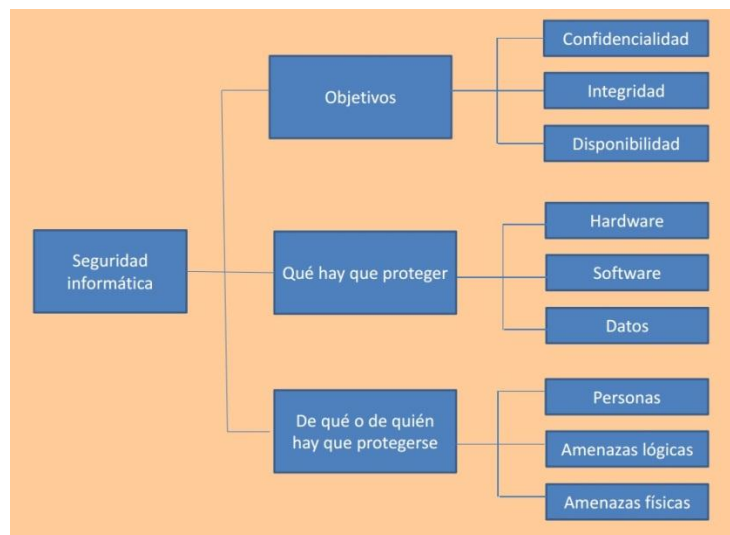 Seguridad
informática
Objetivos
Confidencialidad
Integridad
Disponibilidad
Qué hay que proteger
Hardware
Software
Datos
De qué o de quién
hay que protegerse
Personas
Amenazas lógicas
Amenazas físicas